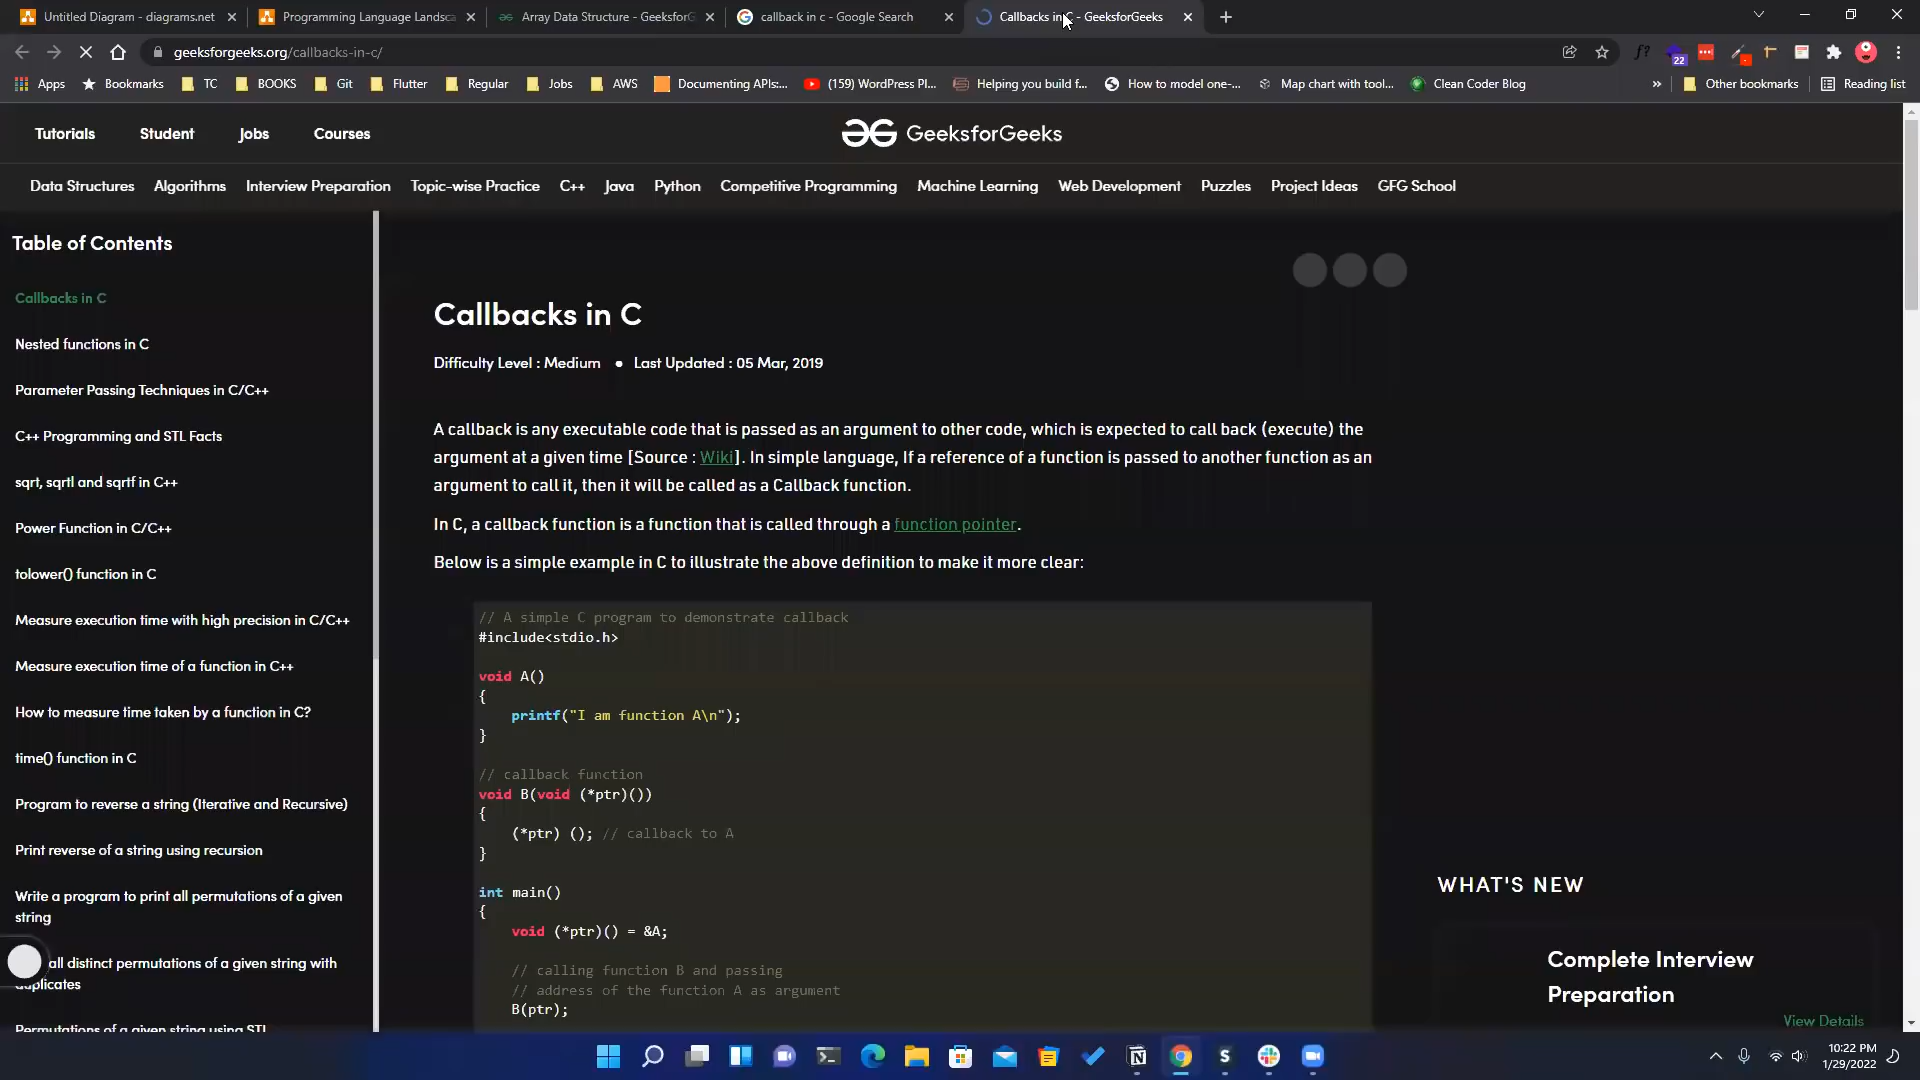 Untitled Diagram - diagrams.net
Programming Language Landsca
Array Data Structure - Geeksfor
callback in c - Google Search
Callbacks in C - GeeksforGeeks
geeksforgeeks.org/callbacks-in-c/
22
Apps
Bookmarks
TC
BOOKS
Git
Flutter
Regular
Jobs
AWS
Documenting APIs:...
(159) WordPress Pl...
Helping you build f...
How to model one-...
Map chart with tool...
Clean Coder Blog
»
Other bookmarks
Reading list
Tutorials
Student
Jobs
Courses
GeeksforGeeks
Data Structures
Algorithms
Interview Preparation
Topic-wise Practice
C++
Java
Python
Competitive Programming
Machine Learning
Web Development
Puzzles
Project Ideas
GFG School
Table of Contents
Callbacks in C
Nested functions in C
Parameter Passing Techniques in C/C++
C++ Programming and STL Facts
sqrt, sqrtl and sqrtf in C++
Power Function in C/C++
tolower() function in C
Measure execution time with high precision in C/C++
Measure execution time of a function in C++
How to measure time taken by a function in C?
time() function in C
Program to reverse a string (Iterative and Recursive)
Print reverse of a string using recursion
Write a program to print all permutations of a given
string
all distinct permutations of a given string with
duplicates
Permutations of a given string using STL
Callbacks in C
Difficulty Level : Medium ● Last Updated : 05 Mar, 2019
A callback is any executable code that is passed as an argument to other code, which is expected to call back (execute) the
argument at a given time [Source : Wiki]. In simple language, If a reference of a function is passed to another function as an
argument to call it, then it will be called as a Callback function.
In C, a callback function is a function that is called through a function pointer.
Below is a simple example in C to illustrate the above definition to make it more clear:
// A simple C program to demonstrate callback
#include<stdio.h>
void A()
{
printf("I am function A\n");
}
// callback function
void B(void (*ptr)())
{
(*ptr) (); // callback to A
}
int main()
{
void (*ptr)() = &A;
// calling function B and passing
// address of the function A as argument
B(ptr);
WHAT'S NEW
Complete Interview
Preparation
View Details
10:22 PM
1/29/2022